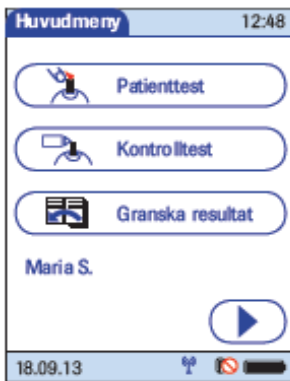 Huvudmeny 12:48
Patienttest
Kontrolltest
Granska resultat
Maria S.
18.09.13